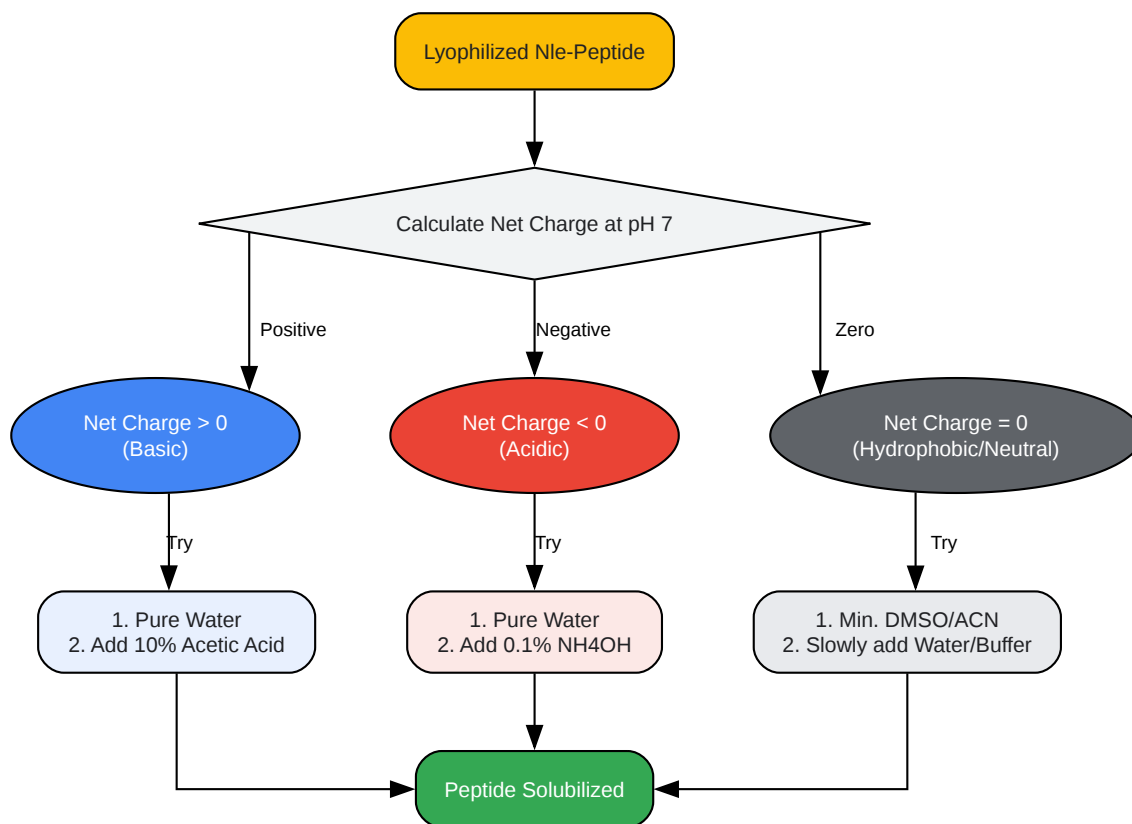 Lyophilized Nle-Peptide
Calculate Net Charge at pH 7
Positive
Negative
Zero
Net Charge > 0
(Basic)
Net Charge < 0
(Acidic)
Net Charge = 0
(Hydrophobic/Neutral)
Try
Try
Try
1. Pure Water
2. Add 10% Acetic Acid
1. Pure Water
2. Add 0.1% NH4OH
1. Min. DMSO/ACN
2. Slowly add Water/Buffer
Peptide Solubilized